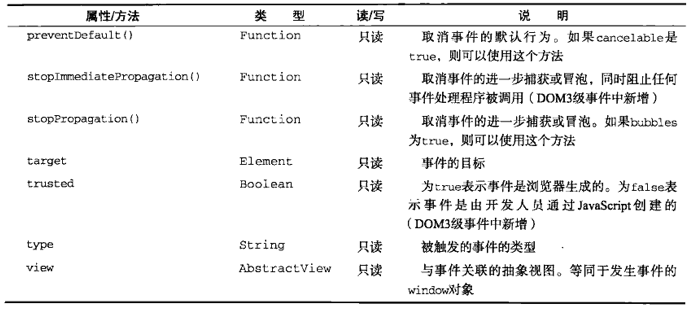 属性/方法 类 型 读/写 说 明
preventDefault() Function 只读 取消事件的默认行为。如果cancelable是
true，则可以使用这个方法
stopImmediatePropagation() Function 只读 取消事件的进一步捕获或冒泡，同时阻止任何
事件处理程序被调用（DOM3级事件中新增）
stopPropagation() Function 只读 取消事件的进一步捕获或冒泡。如果bubbles
为true，则可以使用这个方法
target Element 只读 事件的目标
trusted Boolean 只读 为true表示事件是浏览器生成的。为false表
示事件是由开发人员通过JavaScript创建的
（DOM3级事件中新增）
type String 只读 被触发的事件的类型
view AbstractView 只读 与事件关联的抽象视图。等同于发生事件的
window对象